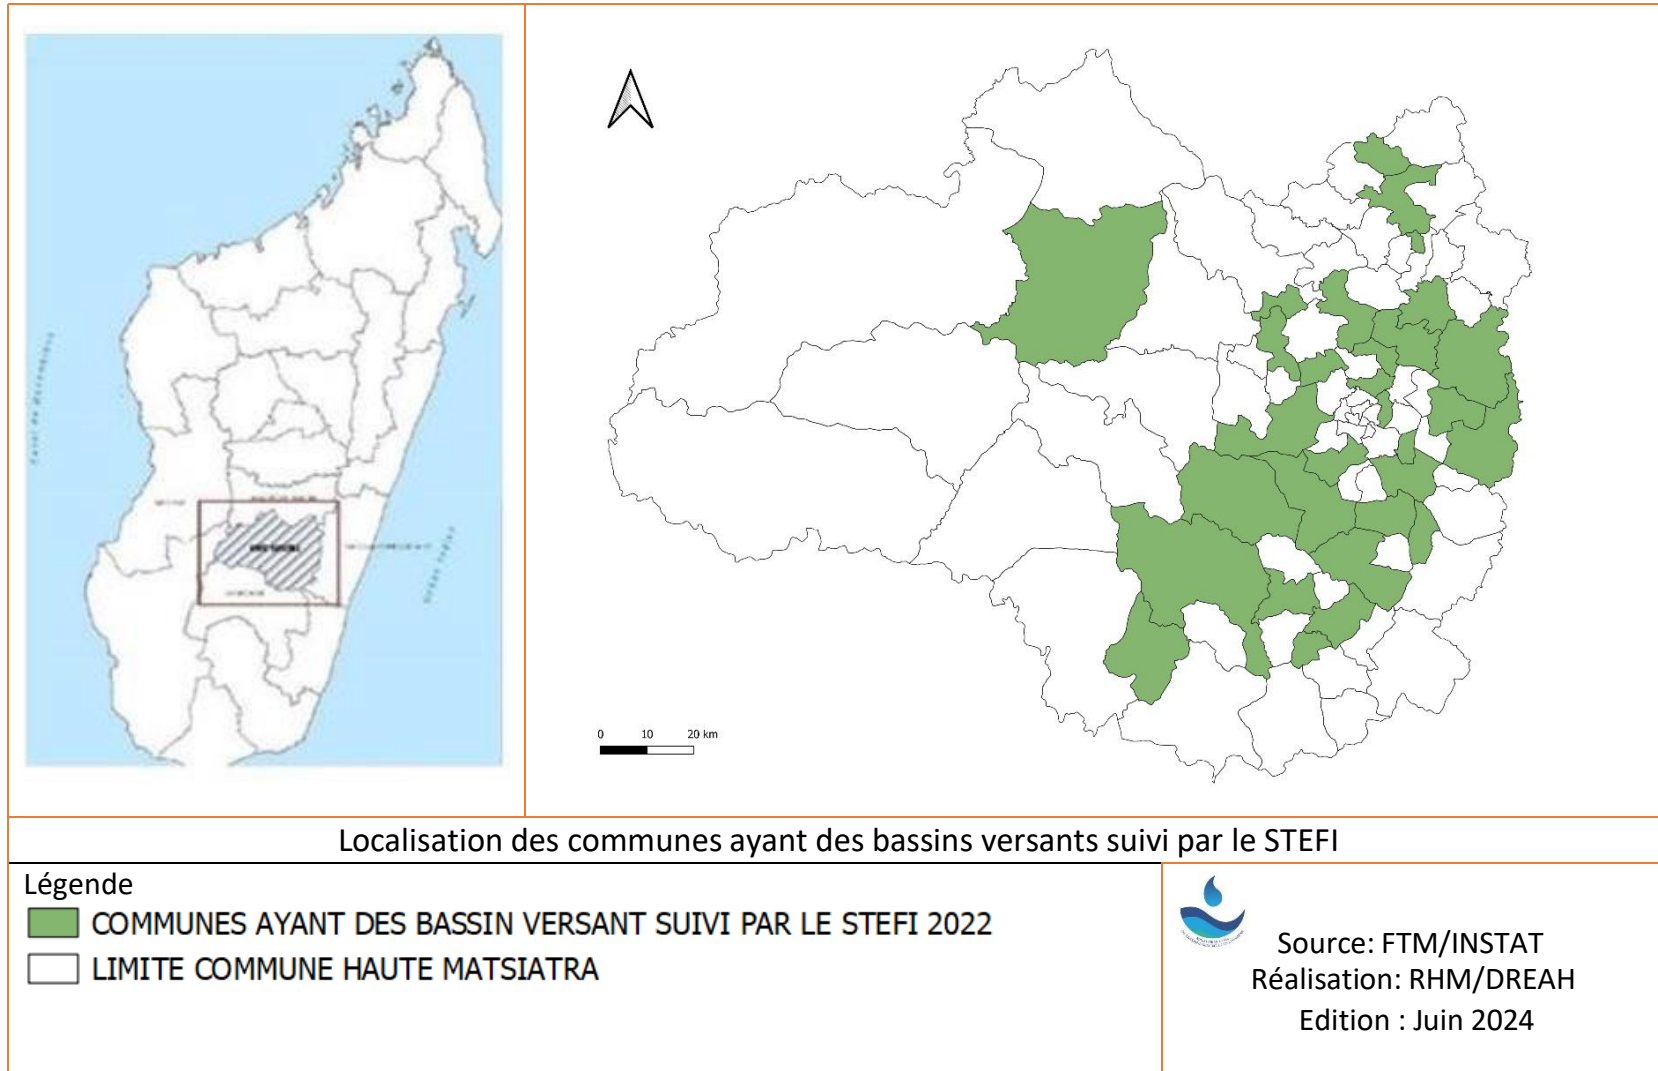 0 10 20 km
Localisation des communes ayant des bassins versants suivi par le STEFI
Légende
COMMUNES AYANT DES BASSIN VERSANT SUIVI PAR LE STEFI 2022
LIMITE COMMUNE HAUTE MATSIATRA
Source: FTM/INSTAT
Réalisation: RHM/DREAH
Edition : Juin 2024